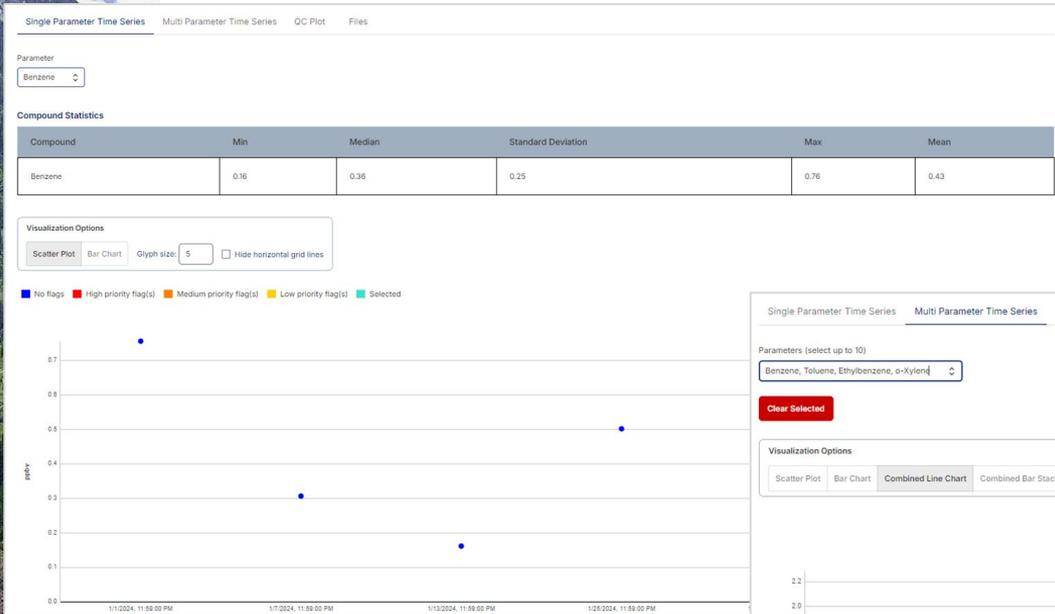 Single Parameter Time Series Multi Parameter Time Series QC Plot Files
Parameter
Benzene
Compound Statistics
Compound Min Median Standard Deviation Max Mean
Benzene 0.16 0.36 0.25 0.76 0.43
Visualization Options
Scatter Plot Bar Chart Glyph size: 5 Hide horizontal grid lines
No flags High priority flag(s) Medium priority flag(s) Low priority flag(s) Selected
0.7
0.6
0.5
0.4
0.3
0.2
0.1
0.0
ppbv
1/1/2024, 11:59:00 PM 1/7/2024, 11:59:00 PM 1/13/2024, 11:59:00 PM 1/25/2024, 11:59:00 PM
Single Parameter Time Series Multi Parameter Time Series
Parameters (select up to 10)
Benzene, Toluene, Ethylbenzene, o-Xylene
Clear Selected
Visualization Options
Scatter Plot Bar Chart Combined Line Chart Combined Bar Stac
2.2
2.0